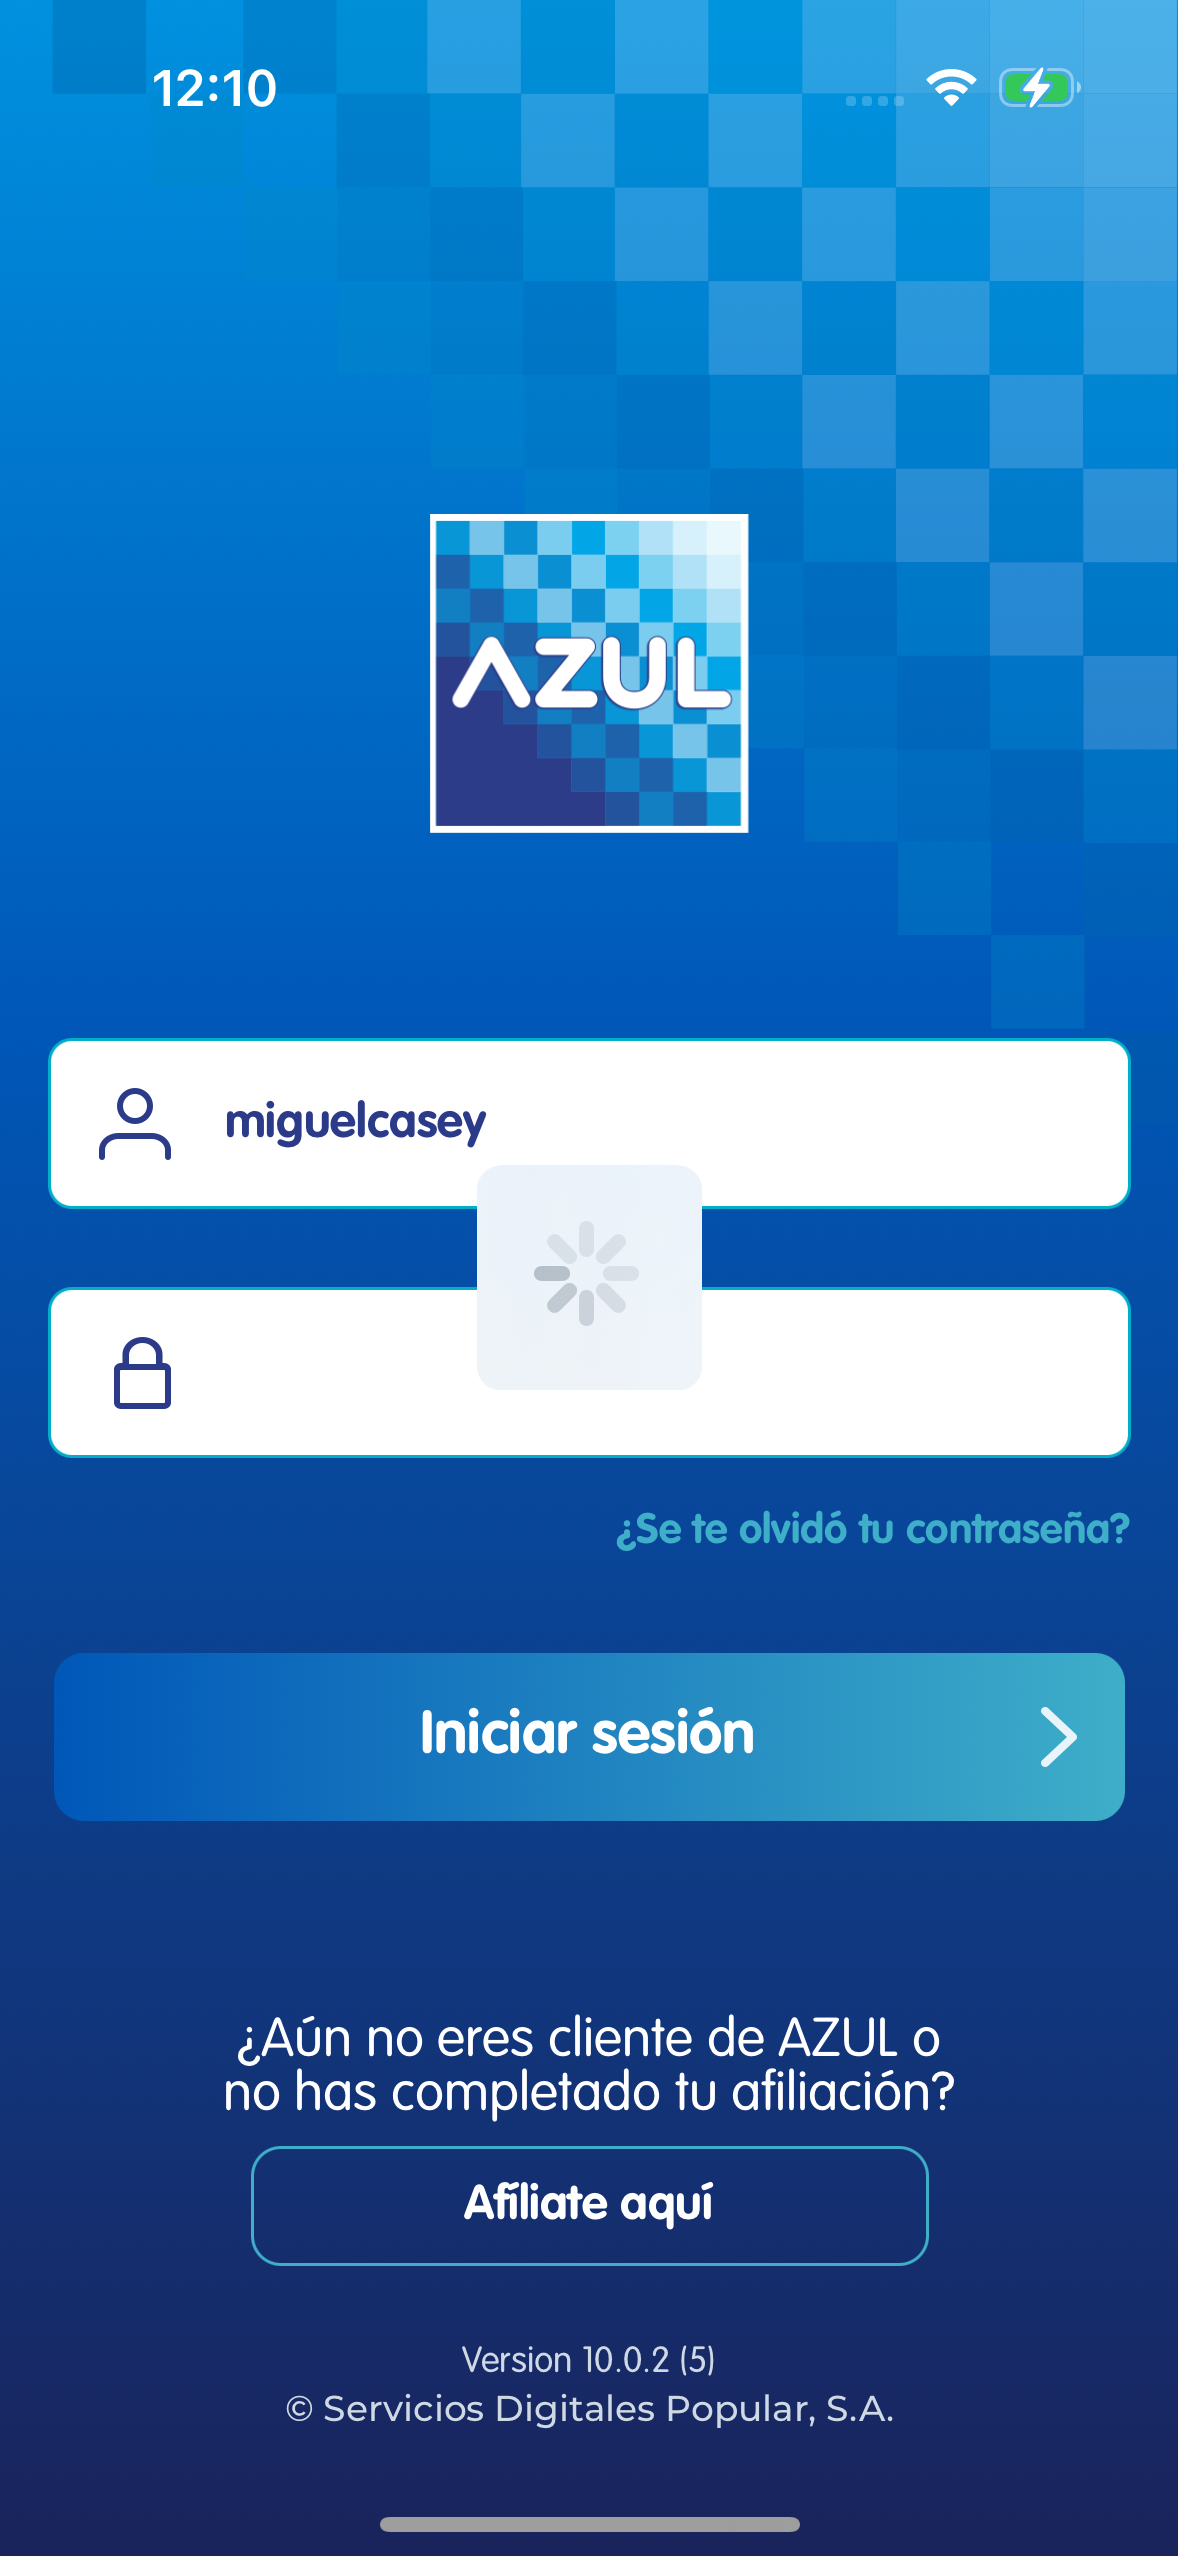 12:10
AZUL
miguelcasey
¿Se te olvidó tu contraseña?
Iniciar sesión
¿Aún no eres cliente de AZUL o
no has completado tu afiliación?
Afíliate aquí
Version 10.0.2 (5)
© Servicios Digitales Popular, S.A.